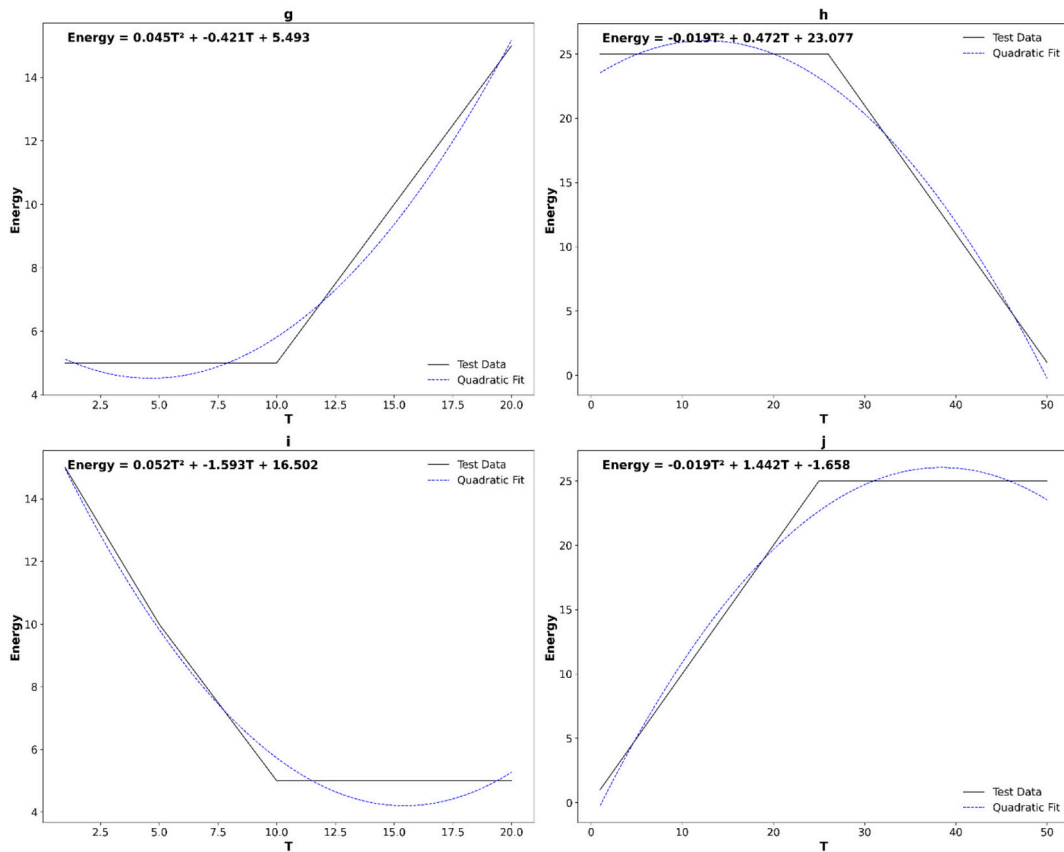 g
Energy = 0.045T² + -0.421T + 5.493
Energy
14
12
10
8
6
4
2.5 5.0 7.5 10.0 12.5 15.0 17.5 20.0
T
Test Data
Quadratic Fit
h
Energy = -0.019T² + 0.472T + 23.077
Test Data
Quadratic Fit
Energy
25
20
15
10
5
0
0 10 20 30 40 50
T
i
Energy = 0.052T² + -1.593T + 16.502
Test Data
Quadratic Fit
Energy
14
12
10
8
6
4
2.5 5.0 7.5 10.0 12.5 15.0 17.5 20.0
T
j
Energy = -0.019T² + 1.442T + -1.658
Energy
25
20
15
10
5
0
0 10 20 30 40 50
T
Test Data
Quadratic Fit